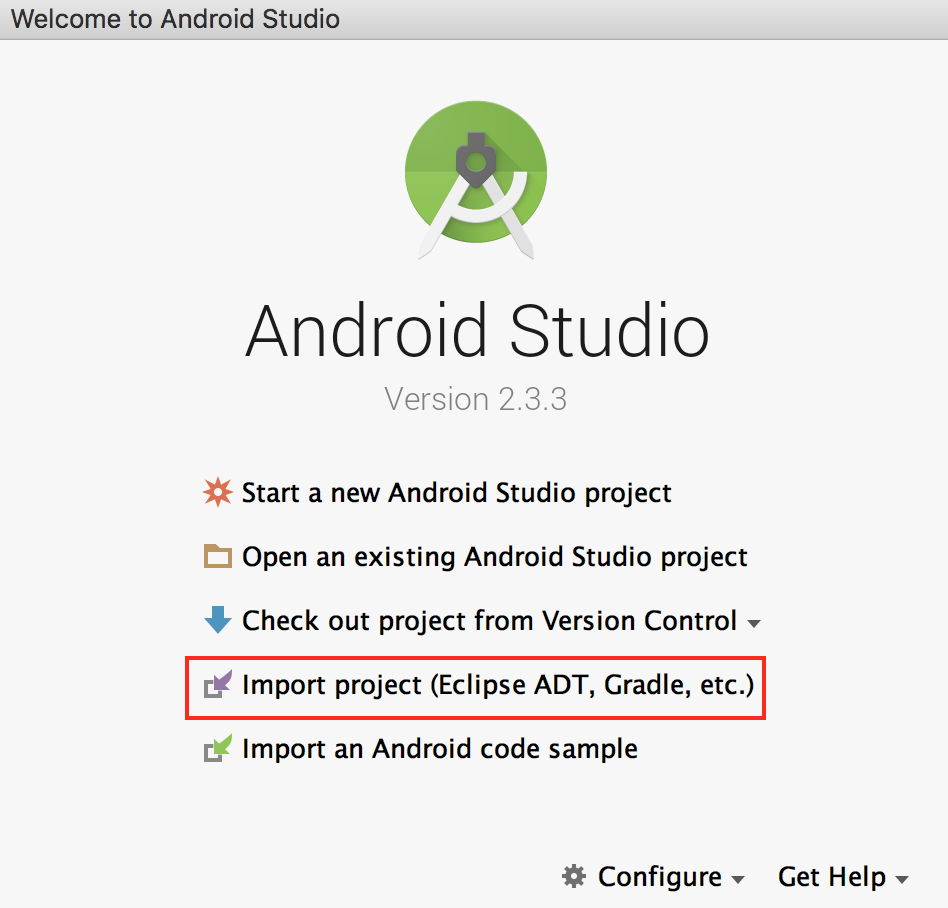 Welcome to Android Studio
Android Studio
Version 2.3.3
Start a new Android Studio project
Open an existing Android Studio project
Check out project from Version Control
Import project (Eclipse ADT, Gradle, etc.)
Import an Android code sample
Configure Get Help